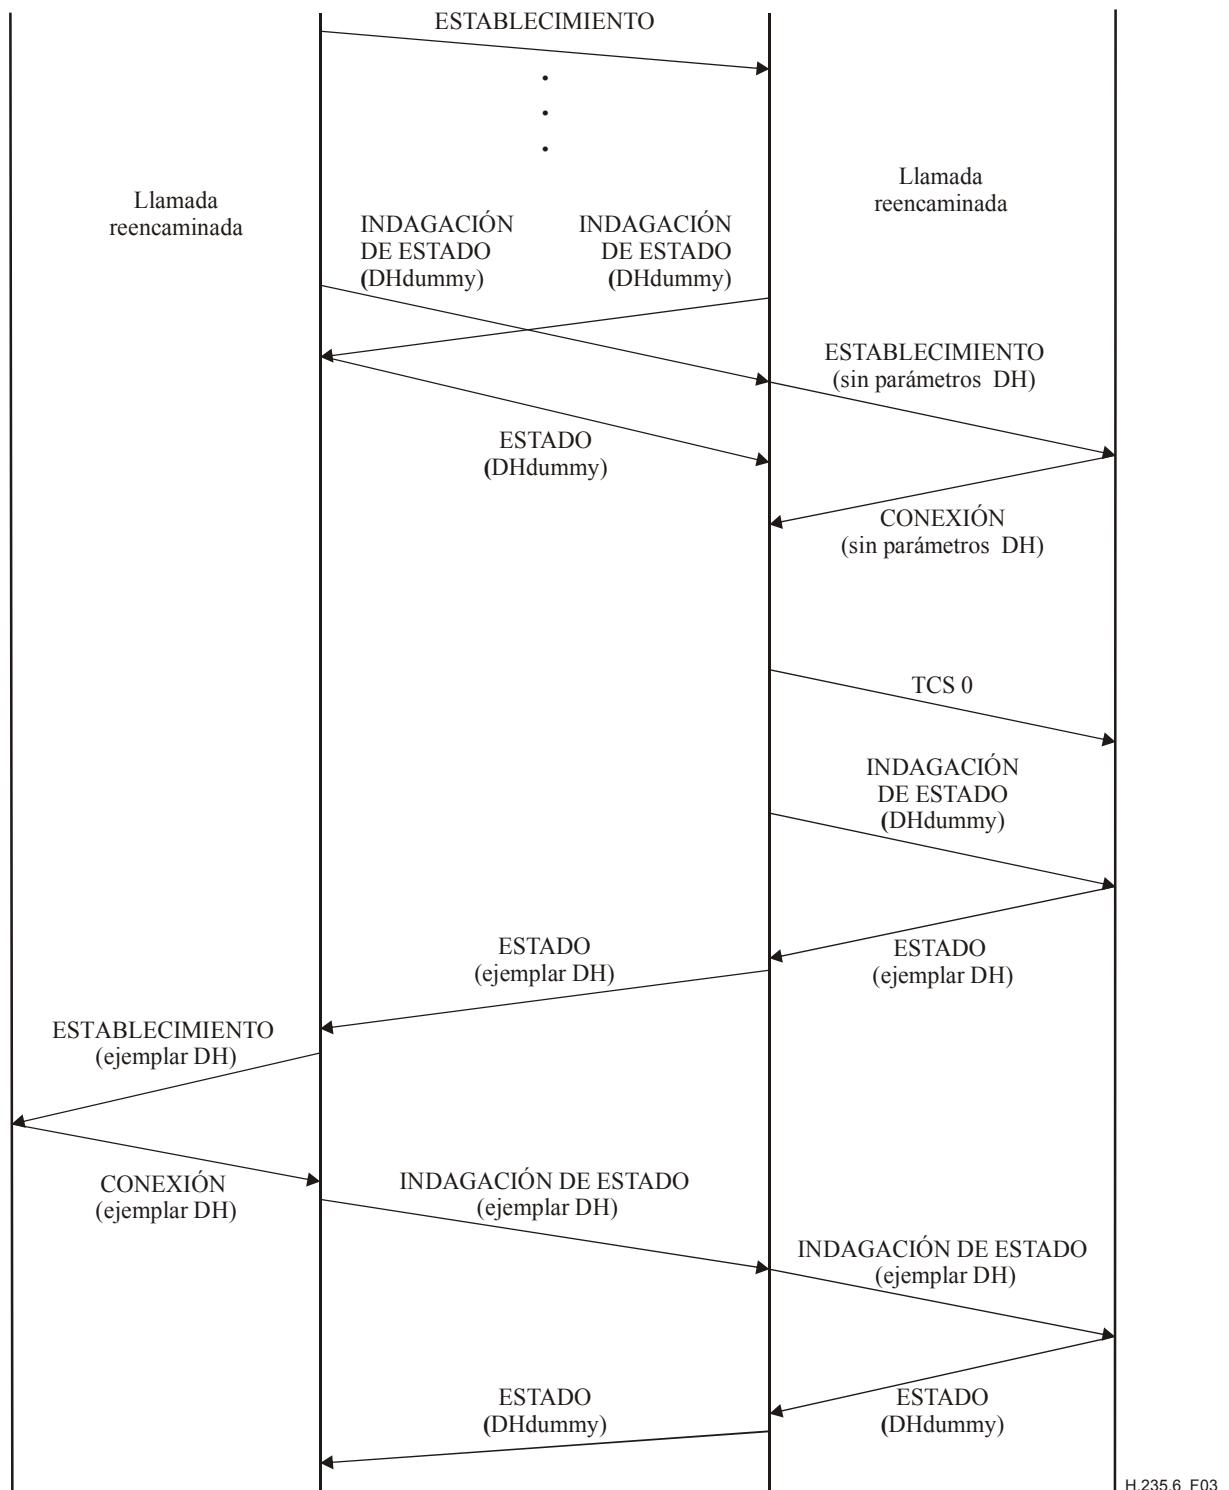 ESTABLECIMIENTO
Llamada
reencaminada
Llamada
reencaminada
INDAGACIÓN
DE ESTADO
(DHdummy)
INDAGACIÓN
DE ESTADO
(DHdummy)
ESTABLECIMIENTO
(sin parámetros DH)
ESTADO
(DHdummy)
CONEXIÓN
(sin parámetros DH)
TCS 0
INDAGACIÓN
DE ESTADO
(DHdummy)
ESTADO
(ejemplar DH)
ESTADO
(ejemplar DH)
ESTABLECIMIENTO
(ejemplar DH)
CONEXIÓN
(ejemplar DH)
INDAGACIÓN DE ESTADO
(ejemplar DH)
INDAGACIÓN DE ESTADO
(ejemplar DH)
ESTADO
(DHdummy)
ESTADO
(DHdummy)
H.235.6_F03